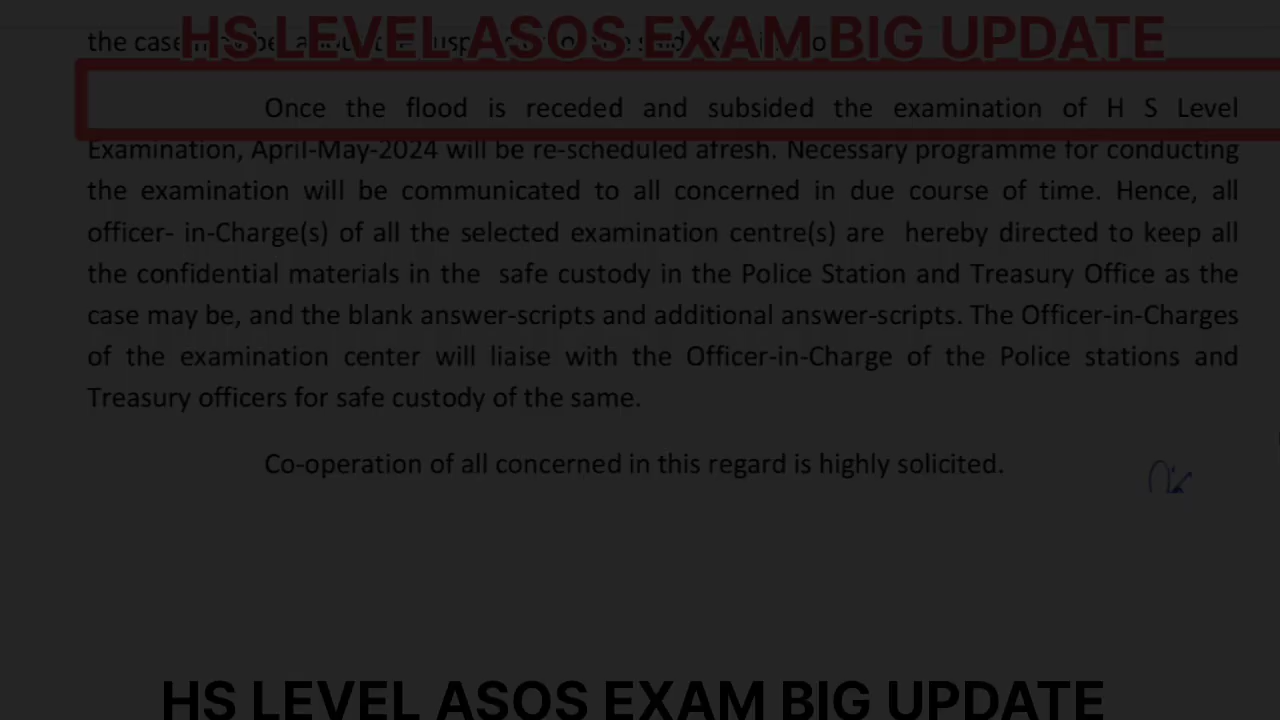 HS LEVEL ASOS EXAM BIG UPDATE
the case may be,
Once the flood is receded and subsided the examination of H S Level
Examination, April-May-2024 will be re-scheduled afresh. Necessary programme for conducting
the examination will be communicated to all concerned in due course of time. Hence, all
officer- in-Charge(s) of all the selected examination centre(s) are hereby directed to keep all
the confidential materials in the safe custody in the Police Station and Treasury Office as the
case may be, and the blank answer-scripts and additional answer-scripts. The Officer-in-Charges
of the examination center will liaise with the Officer-in-Charge of the Police stations and
Treasury officers for safe custody of the same.
Co-operation of all concerned in this regard is highly solicited.
HS LEVEL ASOS EXAM BIG UPDATE